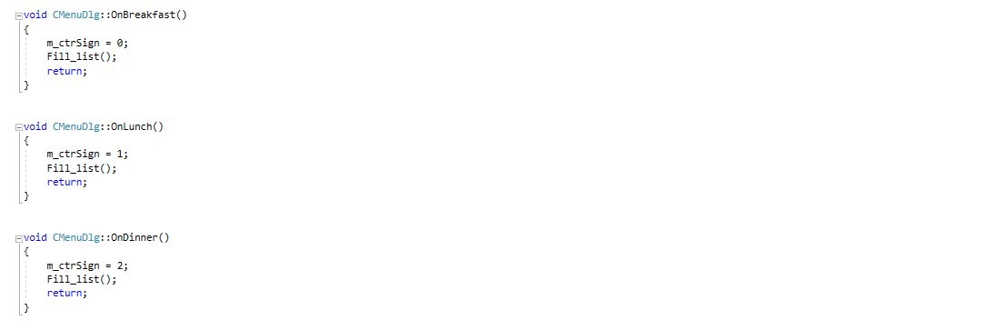 void CMenuDlg::OnBreakfast()
{
m_ctrSign = 0;
Fill_list();
return;
}
void CMenuDlg::OnLunch()
{
m_ctrSign = 1;
Fill_list();
return;
}
void CMenuDlg::OnDinner()
{
m_ctrSign = 2;
Fill_list();
return;
}